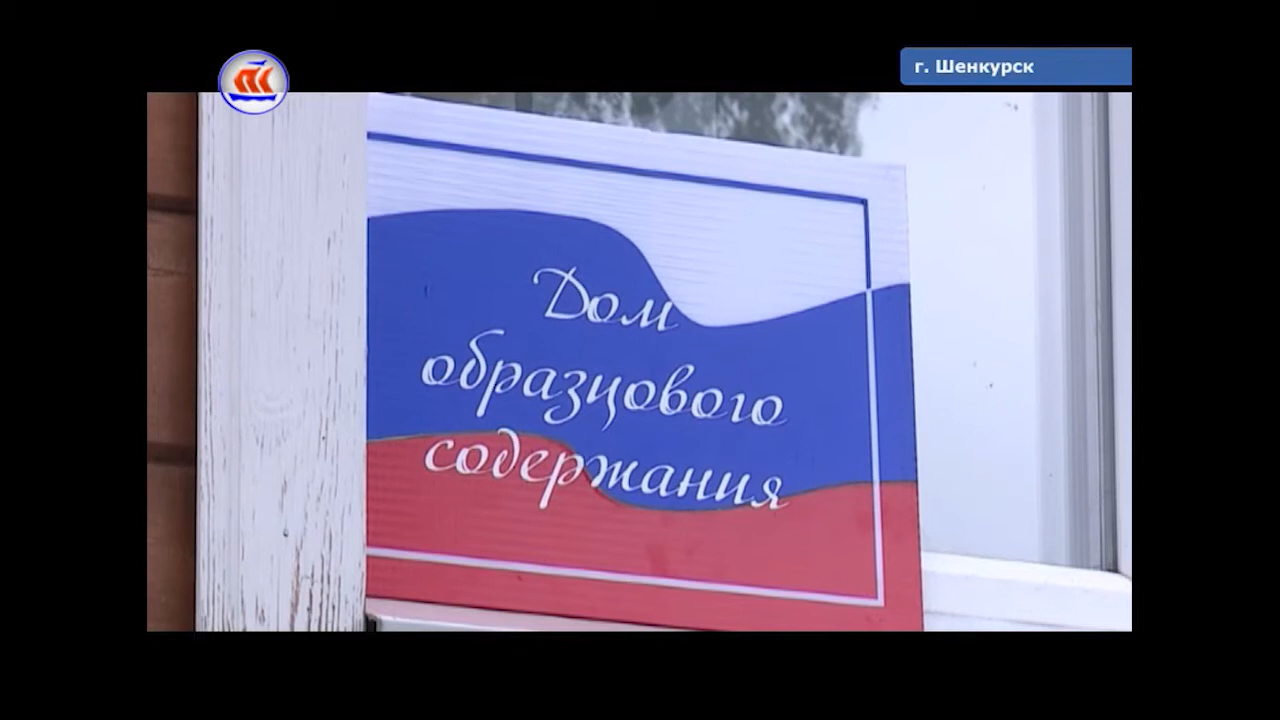 г. Шенкурск
Дом
образцового
содержания